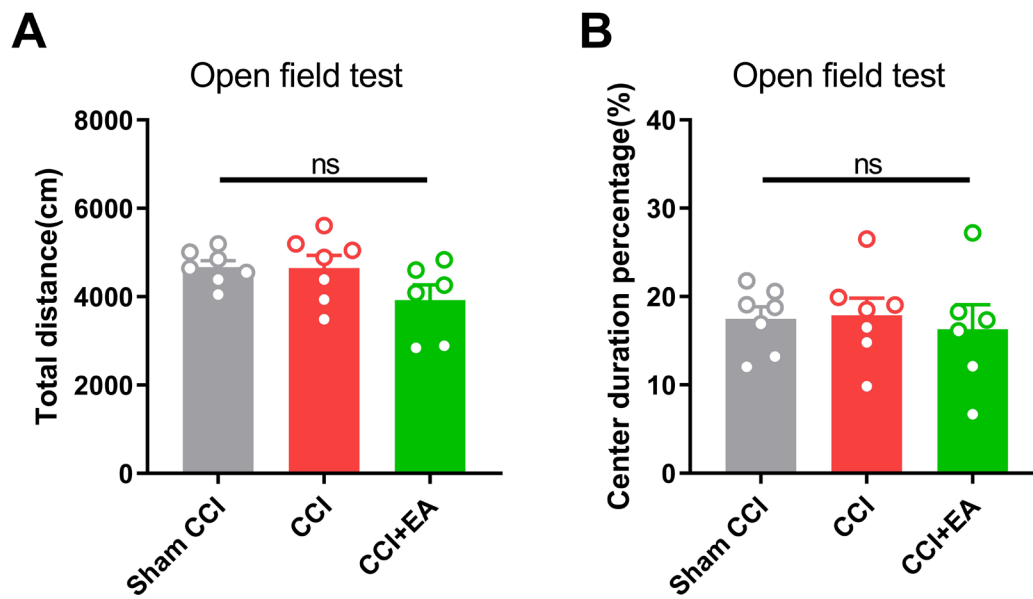 A
Open field test
Total distance(cm)
8000
6000
4000
2000
0
ns
Sham CCI
CCI
CCI+EA
B
Open field test
Center duration percentage(%)
40
30
20
10
0
ns
Sham CCI
CCI
CCI+EA